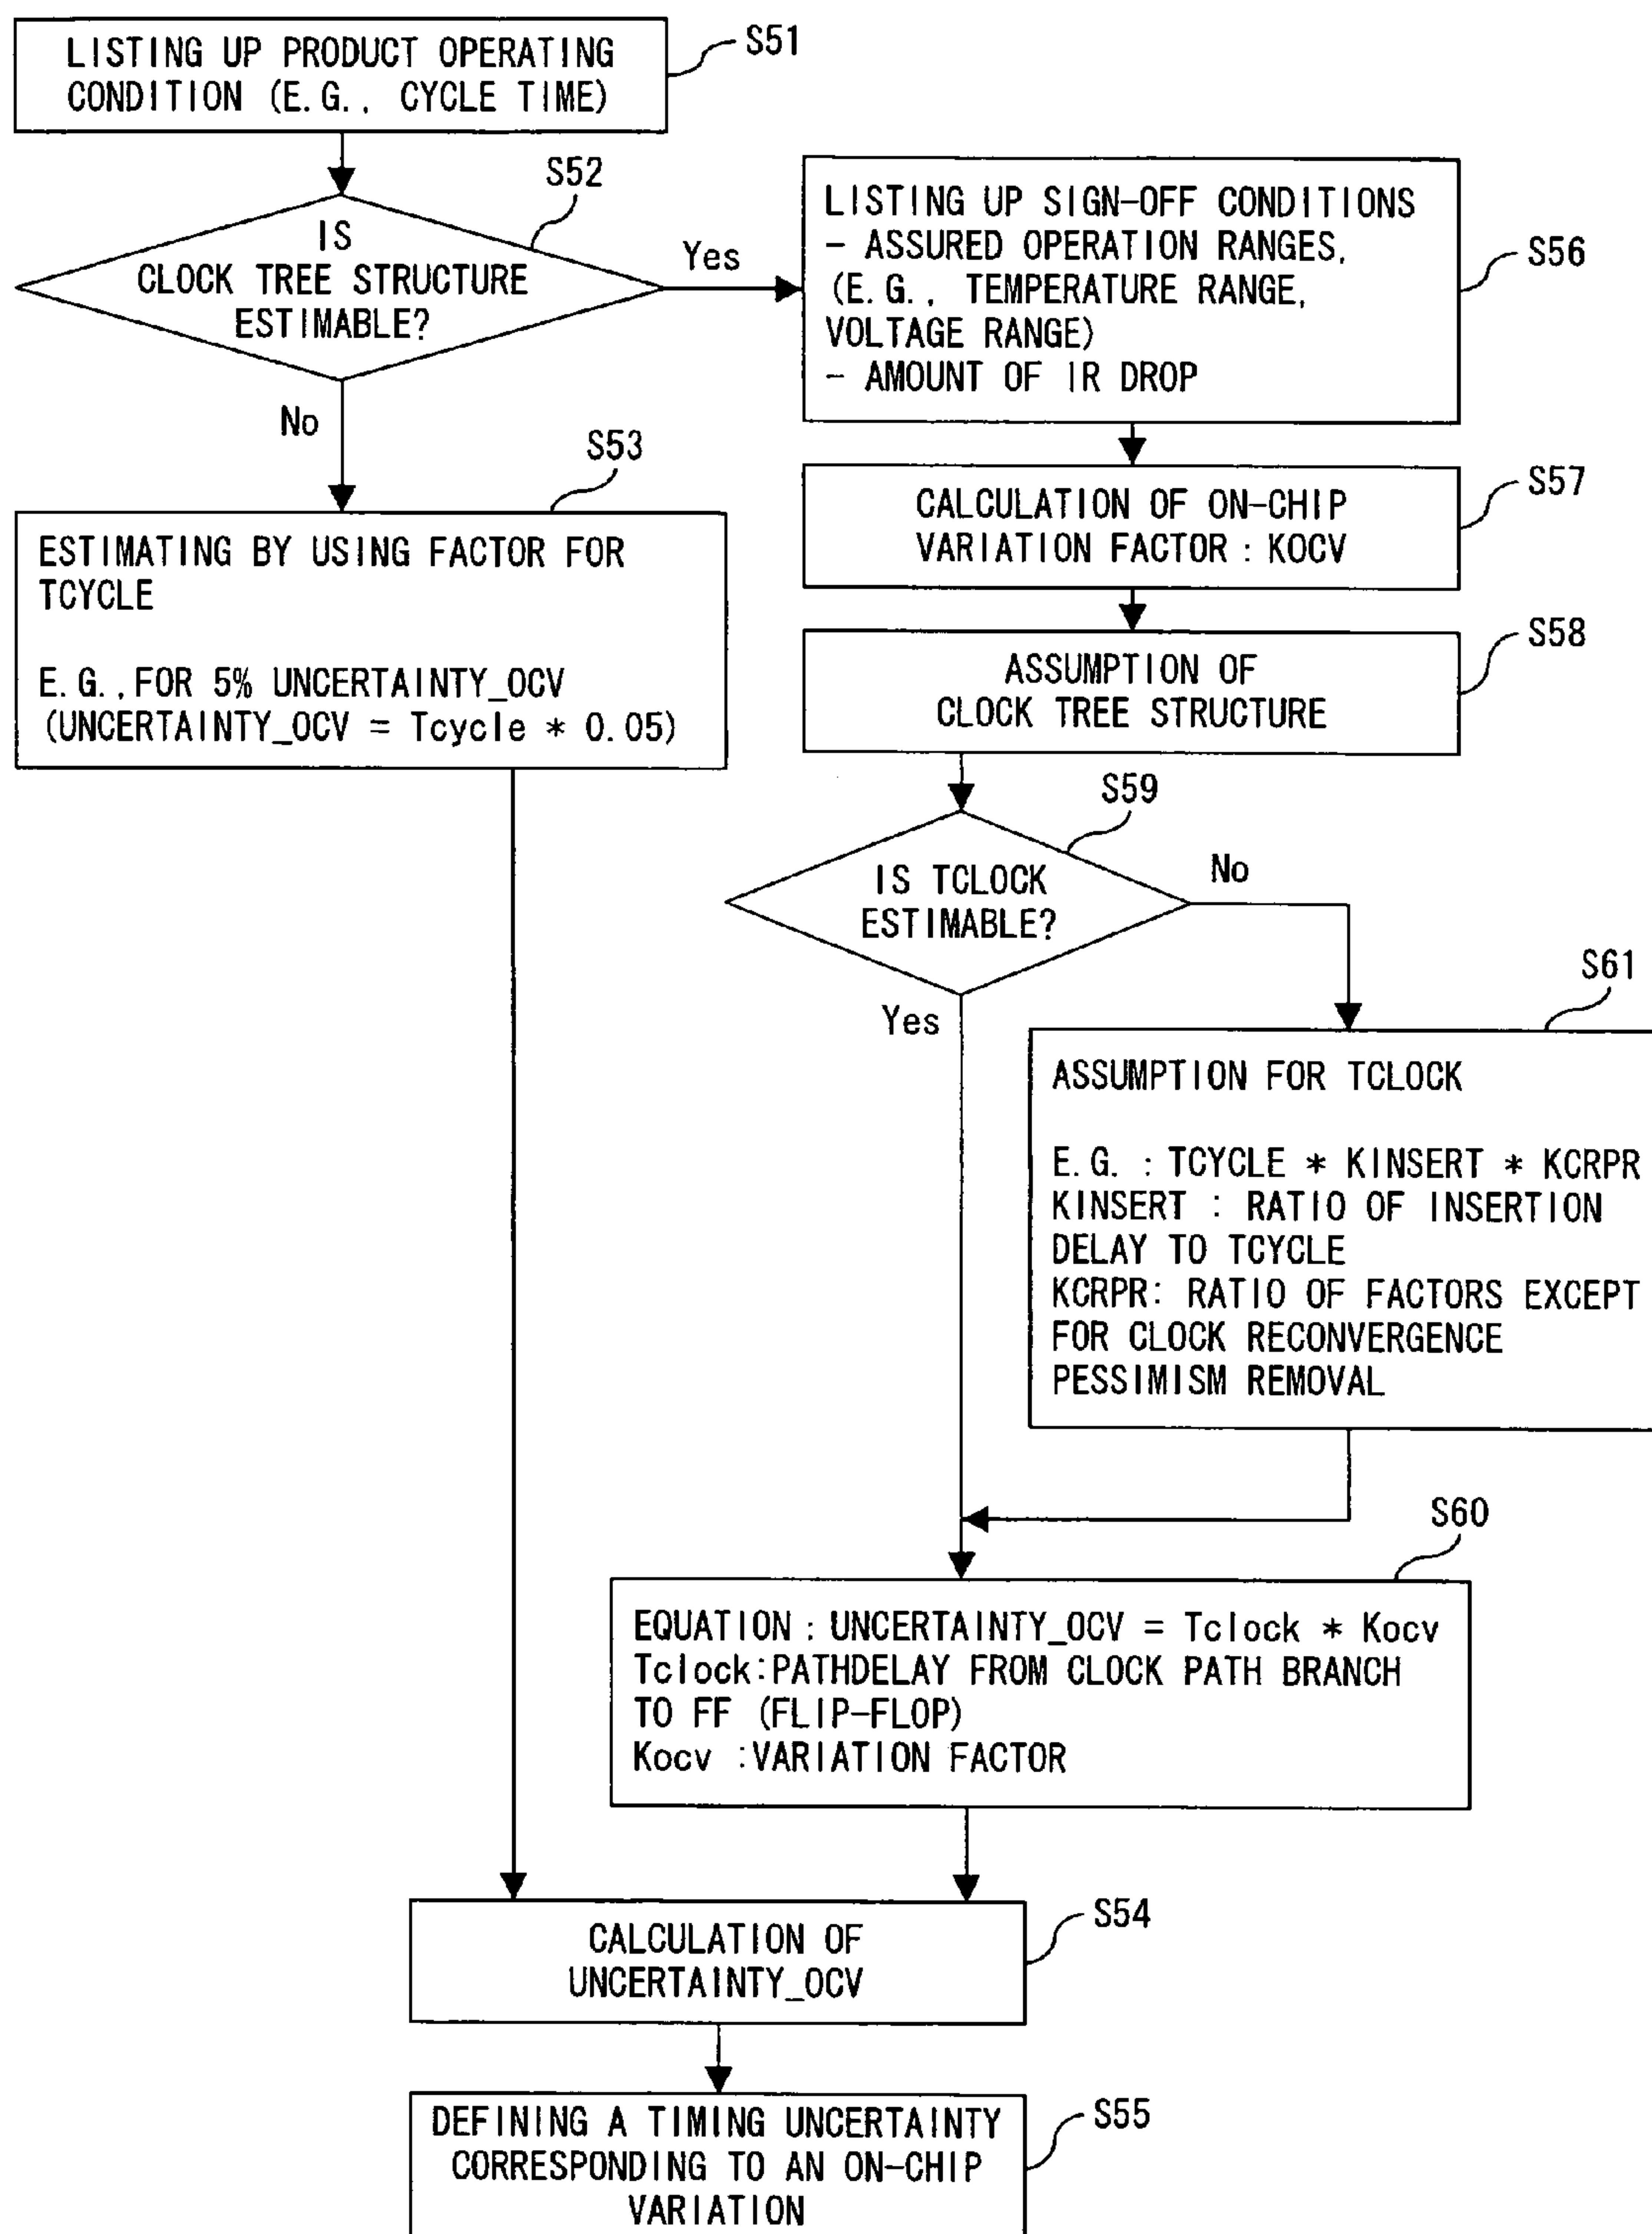 LISTING UP PRODUCT OPERATING
CONDITION (E.G., CYCLE TIME)
S51
IS
CLOCK TREE STRUCTURE
ESTIMABLE?
S52
Yes
No
LISTING UP SIGN-OFF CONDITIONS
- ASSURED OPERATION RANGES,
(E.G., TEMPERATURE RANGE,
VOLTAGE RANGE)
- AMOUNT OF IR DROP
S56
S53
ESTIMATING BY USING FACTOR FOR
TCYCLE
E.G., FOR 5% UNCERTAINTY_OCV
(UNCERTAINTY_OCV = Tcycle * 0.05)
CALCULATION OF ON-CHIP
VARIATION FACTOR : KOCV
S57
ASSUMPTION OF
CLOCK TREE STRUCTURE
S58
S59
IS TCLOCK
ESTIMABLE?
No
Yes
S61
ASSUMPTION FOR TCLOCK
E.G. : TCYCLE * KINSERT * KCRPR
KINSERT : RATIO OF INSERTION
DELAY TO TCYCLE
KCRPR: RATIO OF FACTORS EXCEPT
FOR CLOCK RECONVERGENCE
PESSIMISM REMOVAL
S60
EQUATION : UNCERTAINTY_OCV = Tclock * Kocv
Tclock:PATHDELAY FROM CLOCK PATH BRANCH
TO FF (FLIP-FLOP)
Kocv :VARIATION FACTOR
CALCULATION OF
UNCERTAINTY_OCV
S54
DEFINING A TIMING UNCERTAINTY
CORRESPONDING TO AN ON-CHIP
VARIATION
S55